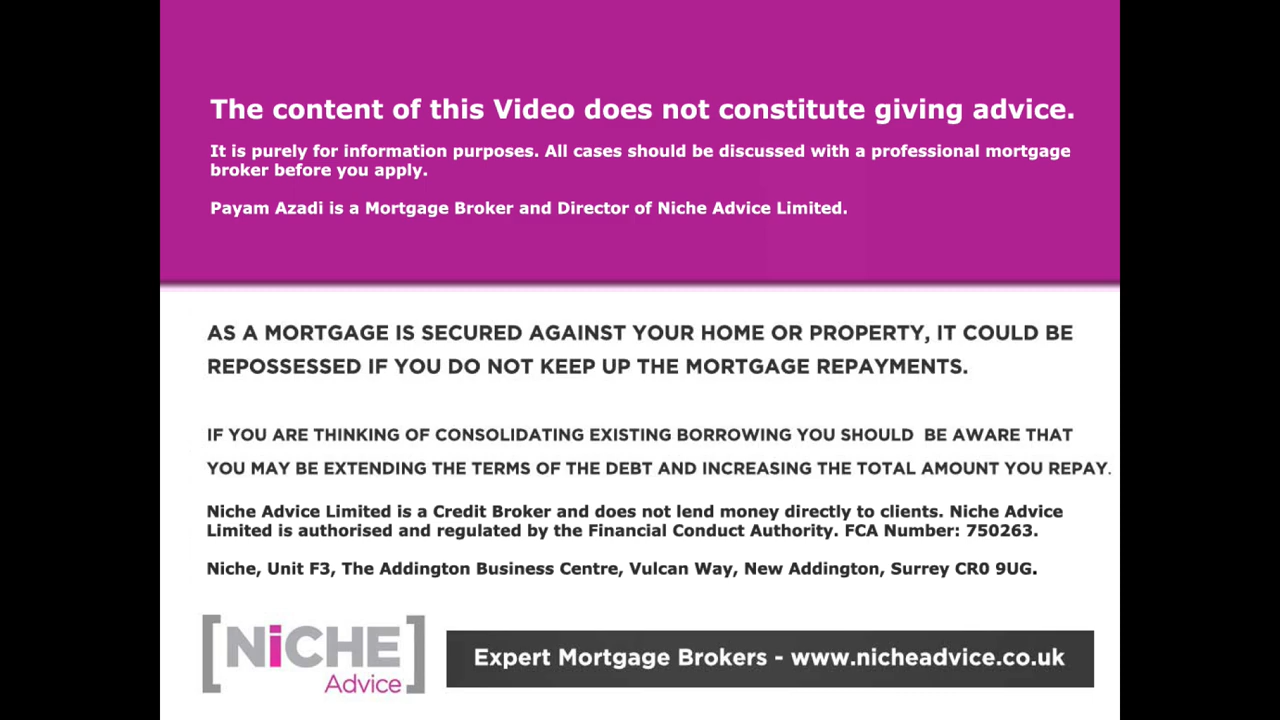 The content of this Video does not constitute giving advice.
It is purely for information purposes. All cases should be discussed with a professional mortgage
broker before you apply.
Payam Azadi is a Mortgage Broker and Director of Niche Advice Limited.
AS A MORTGAGE IS SECURED AGAINST YOUR HOME OR PROPERTY, IT COULD BE
REPOSSESSED IF YOU DO NOT KEEP UP THE MORTGAGE REPAYMENTS.
IF YOU ARE THINKING OF CONSOLIDATING EXISTING BORROWING YOU SHOULD  BE AWARE THAT
YOU MAY BE EXTENDING THE TERMS OF THE DEBT AND INCREASING THE TOTAL AMOUNT YOU REPAY.
Niche Advice Limited is a Credit Broker and does not lend money directly to clients. Niche Advice
Limited is authorised and regulated by the Financial Conduct Authority. FCA Number: 750263.
Niche, Unit F3, The Addington Business Centre, Vulcan Way, New Addington, Surrey CR0 9UG.
[NiCHE
Advice]
Expert Mortgage Brokers - www.nicheadvice.co.uk